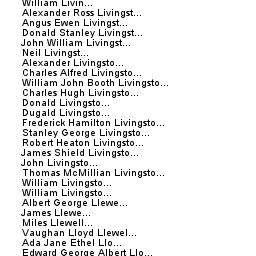 William Livin...
Alexander Ross Livingst...
Angus Ewen Livingst...
Donald Stanley Livingst...
John William Livingst...
Neil Livingst...
Alexander Livingsto...
Charles Alfred Livingsto...
William John Booth Livingsto...
Charles Hugh Livingsto...
Donald Livingsto...
Dugald Livingsto...
Frederick Hamilton Livingsto...
Stanley George Livingsto...
Robert Heaton Livingsto...
James Shield Livingsto...
John Livingsto...
Thomas McMillian Livingsto...
William Livingsto...
William Livingsto...
Albert George Llewe...
James Llewe...
Miles Llewell...
Vaughan Lloyd Llewel...
Ada Jane Ethel Llo...
Edward George Albert Llo...